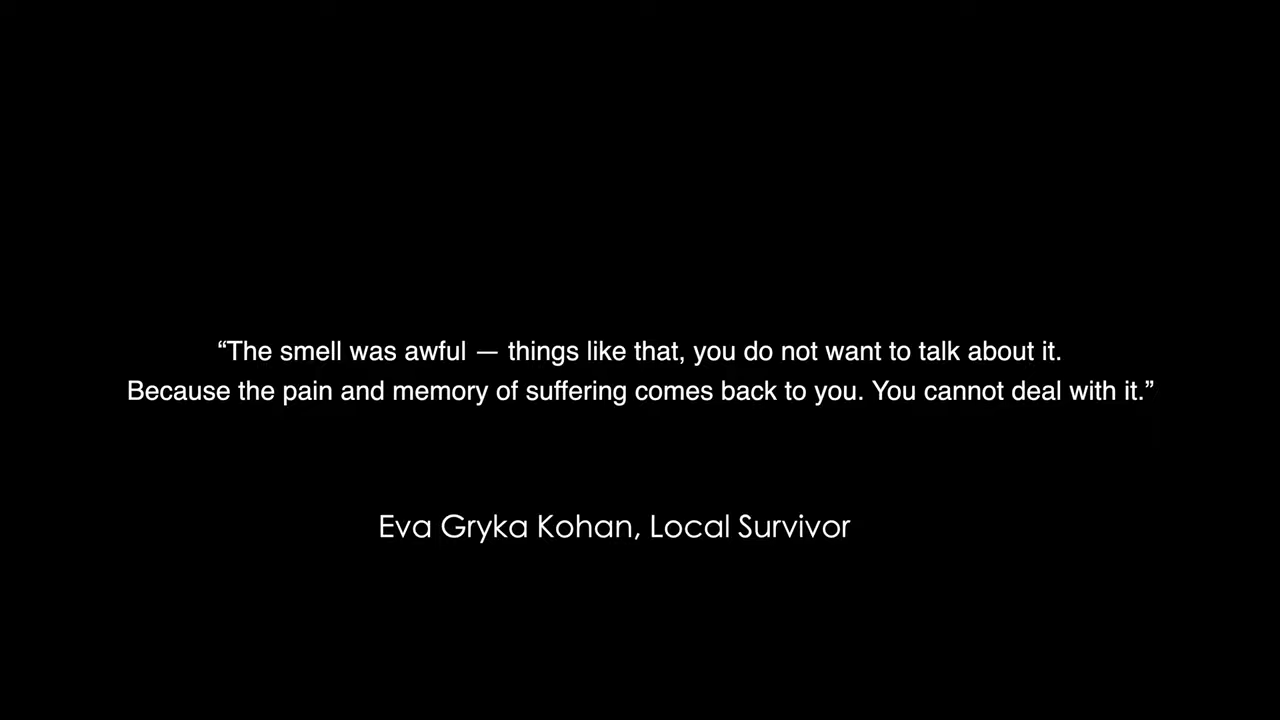 “The smell was awful — things like that, you do not want to talk about it.
Because the pain and memory of suffering comes back to you. You cannot deal with it.”
Eva Gryka Kohan, Local Survivor